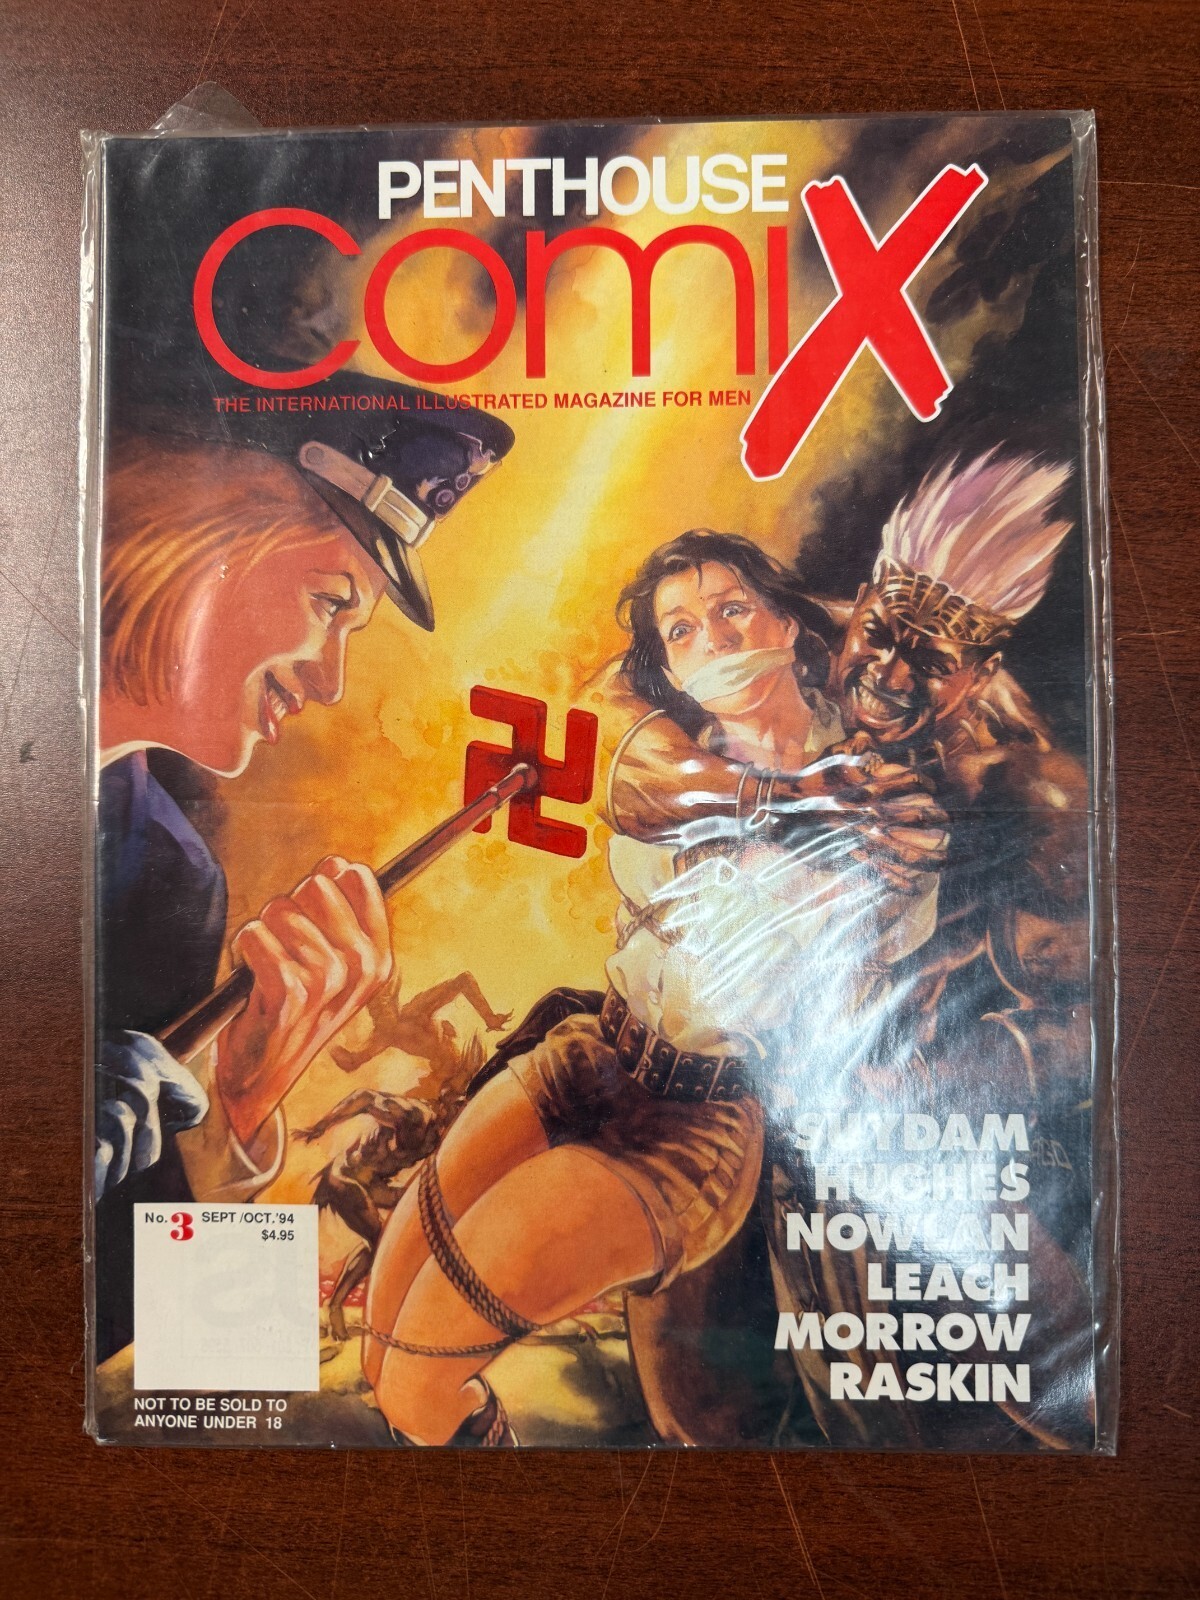 PENTHOUSE
comiX
THE INTERNATIONAL ILLUSTRATED MAGAZINE FOR MEN
SUYDAM
HUGHES
NOWLAN
LEACH
MORROW
RASKIN
No. 3 SEPT/OCT.'94
$4.95
NOT TO BE SOLD TO
ANYONE UNDER 18